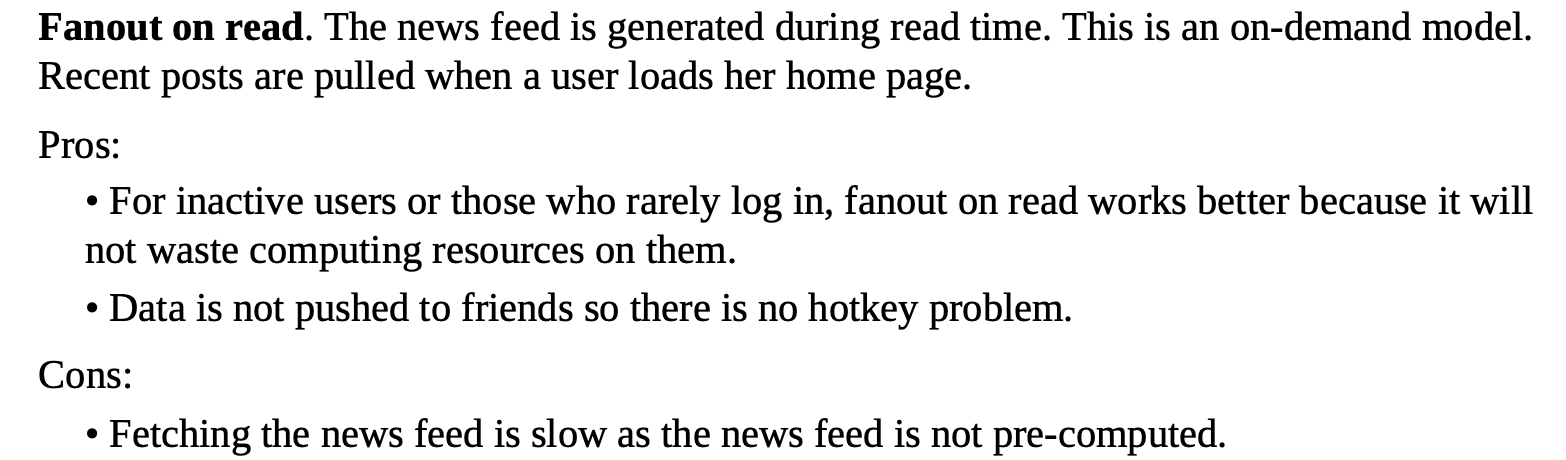 Fanout on read. The news feed is generated during read time. This is an on-demand model.
Recent posts are pulled when a user loads her home page.
Pros:
• For inactive users or those who rarely log in, fanout on read works better because it will
not waste computing resources on them.
• Data is not pushed to friends so there is no hotkey problem.
Cons:
• Fetching the news feed is slow as the news feed is not pre-computed.